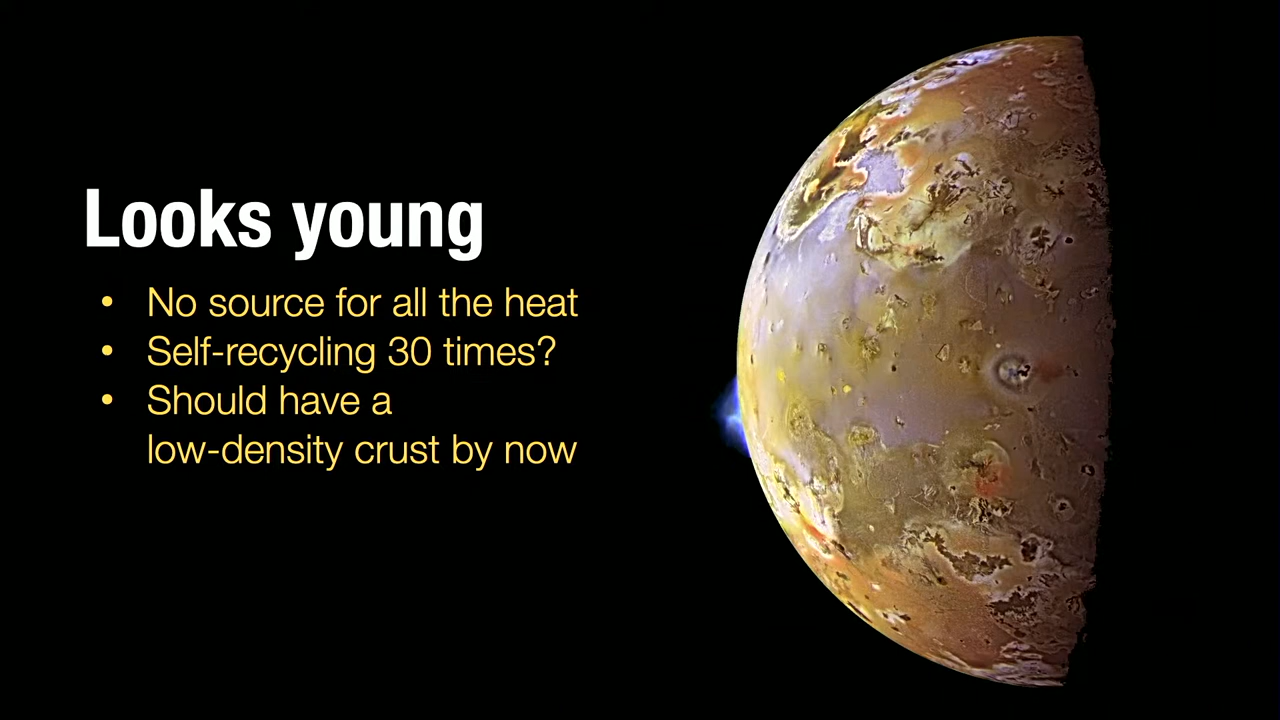 Looks young
• No source for all the heat
• Self-recycling 30 times?
• Should have a
low-density crust by now